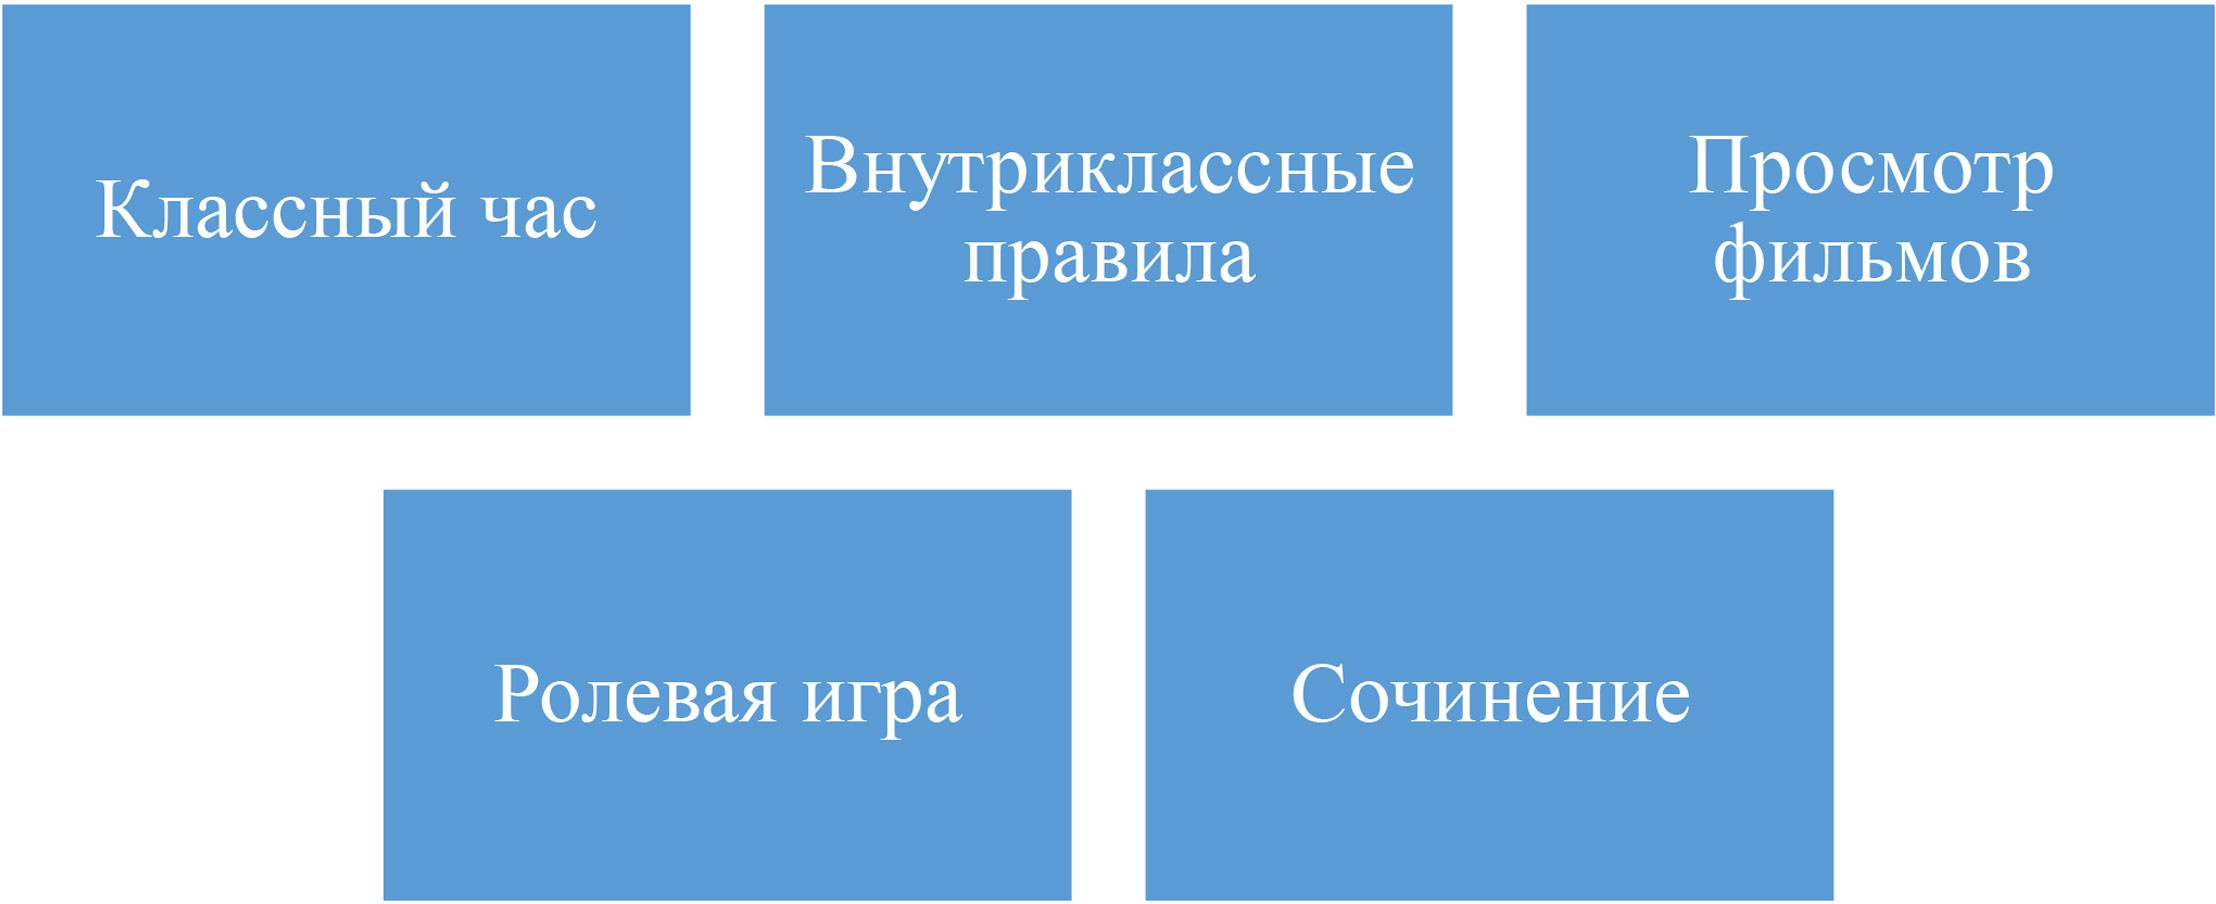 Классный час
Внутриклассные
правила
Просмотр
фильмов
Ролевая игра
Сочинение